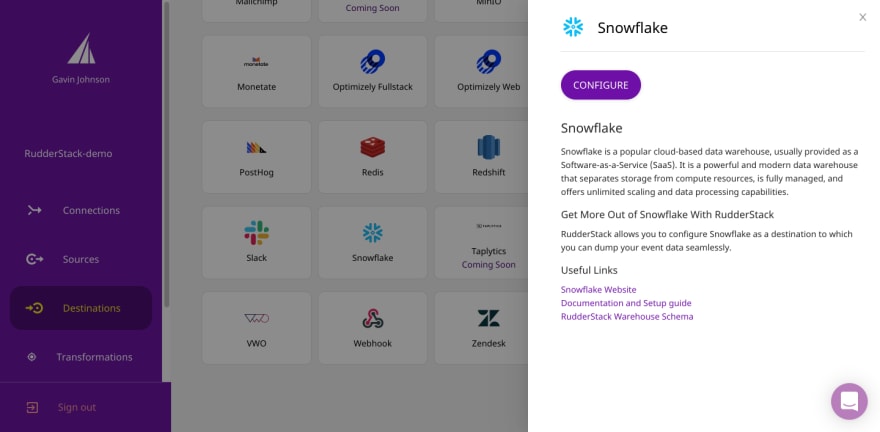 Gavin Johnson
RudderStack-demo
Connections
Sources
Destinations
Transformations
Sign out
Mailchimp
Coming Soon
MinIO
monetate
Monetate
Optimizely Fullstack
Optimizely Web
PostHog
Redis
Redshift
Slack
Snowflake
Taplytics
Coming Soon
VWO
Webhook
Zendesk
X
Snowflake
CONFIGURE
Snowflake
Snowflake is a popular cloud-based data warehouse, usually provided as a
Software-as-a-Service (SaaS). It is a powerful and modern data warehouse
that separates storage from compute resources, is fully managed, and
offers unlimited scaling and data processing capabilities.
Get More Out of Snowflake With RudderStack
RudderStack allows you to configure Snowflake as a destination to which
you can dump your event data seamlessly.
Useful Links
Snowflake Website
Documentation and Setup guide
RudderStack Warehouse Schema